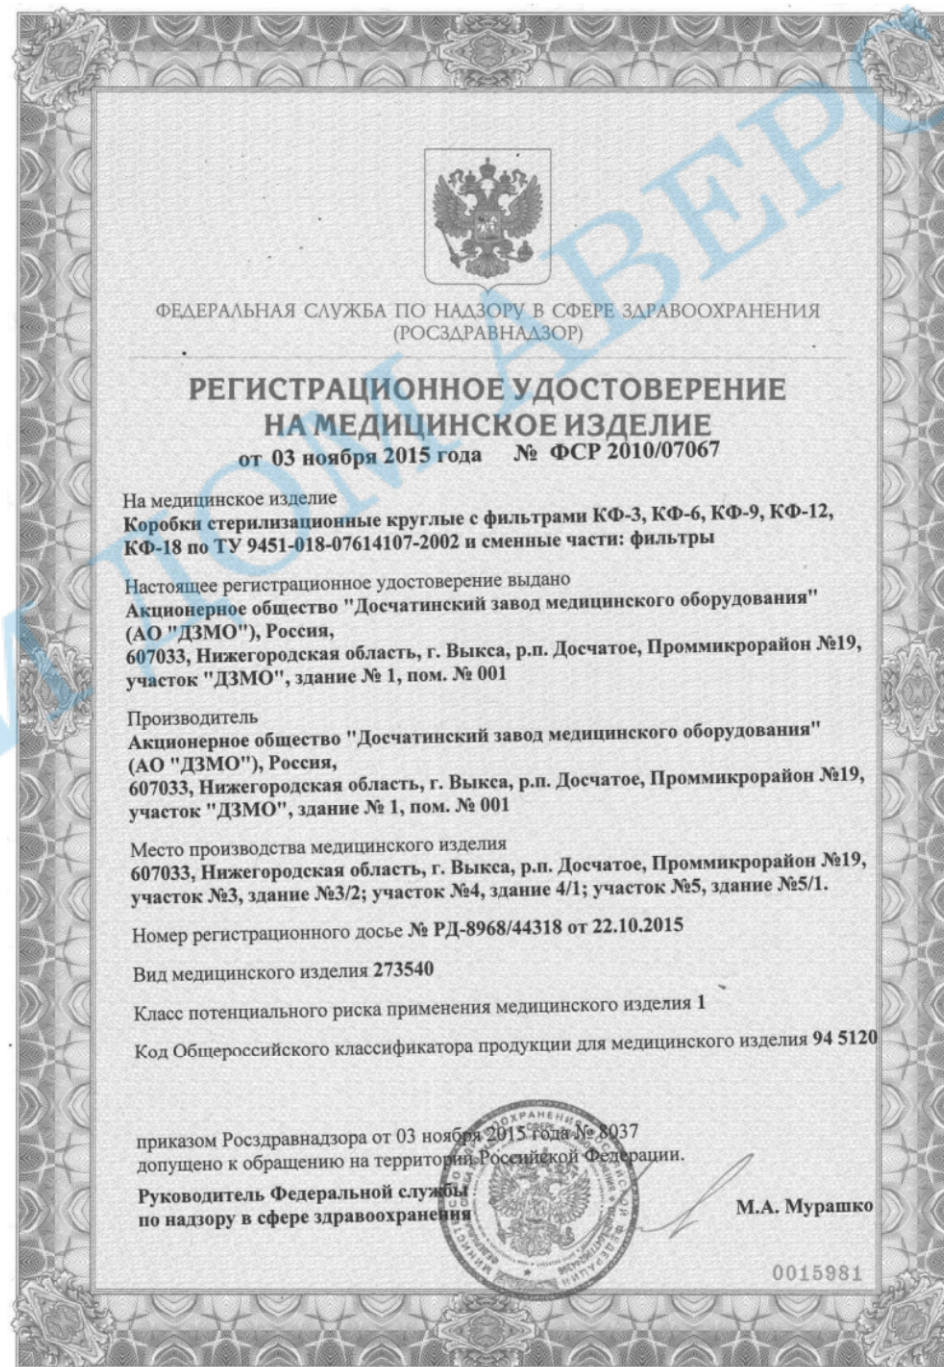 ФЕДЕРАЛЬНАЯ СЛУЖБА ПО НАДЗОРУ В СФЕРЕ ЗДРАВООХРАНЕНИЯ
(РОСЗДРАВНАДЗОР)
РЕГИСТРАЦИОННОЕ УДОСТОВЕРЕНИЕ
НА МЕДИЦИНСКОЕ ИЗДЕЛИЕ
от 03 ноября 2015 года № ФСР 2010/07067
На медицинское изделие
Коробки стерилизационные круглые с фильтрами КФ-3, КФ-6, КФ-9, КФ-12,
КФ-18 по ТУ 9451-018-07614107-2002 и сменные части: фильтры
Настоящее регистрационное удостоверение выдано
Акционерное общество "Досчатинский завод медицинского оборудования"
(АО "ДЗМО"), Россия,
607033, Нижегородская область, г. Выкса, р.п. Досчатое, Проммикрорайон №19,
участок "ДЗМО", здание № 1, пом. № 001
Производитель
Акционерное общество "Досчатинский завод медицинского оборудования"
(АО "ДЗМО"), Россия,
607033, Нижегородская область, г. Выкса, р.п. Досчатое, Проммикрорайон №19,
участок "ДЗМО", здание № 1, пом. № 001
Место производства медицинского изделия
607033, Нижегородская область, г. Выкса, р.п. Досчатое, Проммикрорайон №19,
участок №3, здание №3/2; участок №4, здание 4/1; участок №5, здание №5/1.
Номер регистрационного досье № РД-8968/44318 от 22.10.2015
Вид медицинского изделия 273540
Класс потенциального риска применения медицинского изделия 1
Код Общероссийского классификатора продукции для медицинского изделия 94 5120
приказом Росздравнадзора от 03 ноября 2015 года № 8037
допущено к обращению на территории Российской Федерации.
Руководитель Федеральной службы
по надзору в сфере здравоохранения
М.А. Мурашко
0015981
ДОМ АВЕРС